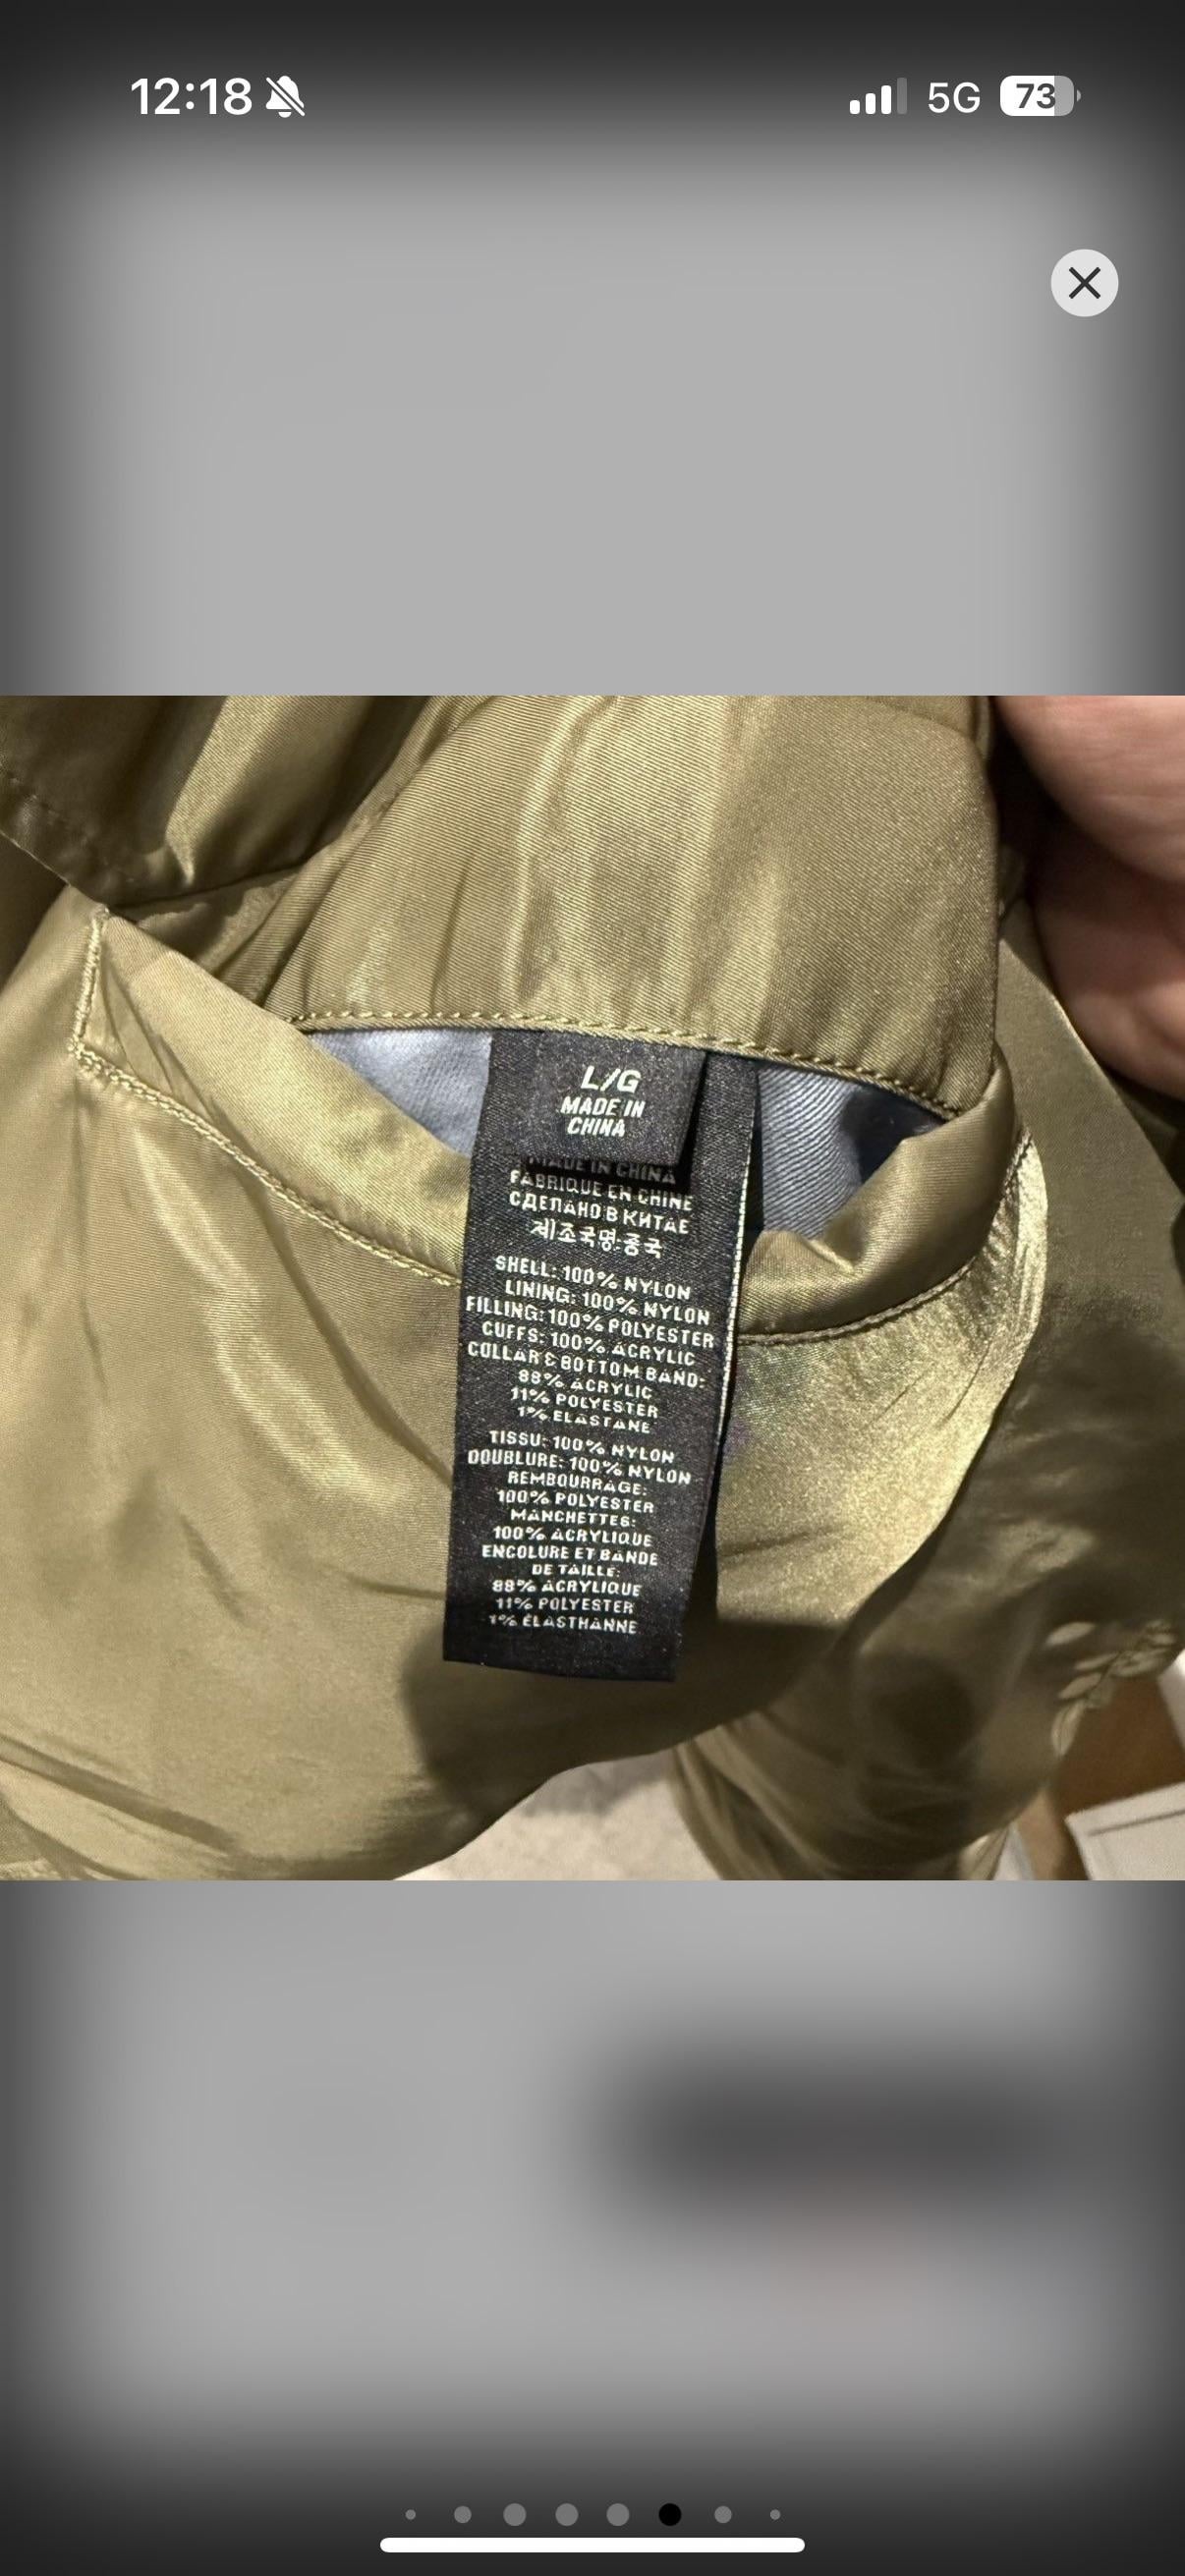 12:18
5G
73
L/G
MADE IN
CHINA
MADE IN CHINA
FABRIQUE EN CHINE
СДЕЛАНО В КИТАЕ
제조국명:중국
SHELL: 100% NYLON
LINING: 100% NYLON
FILLING: 100% POLYESTER
CUFFS: 100% ACRYLIC
COLLAR & BOTTOM BAND:
88% ACRYLIC
11% POLYESTER
1% ELASTANE
TISSU: 100% NYLON
DOUBLURE: 100% NYLON
REMBOURRAGE:
100% POLYESTER
MANCHETTES:
100% ACRYLIQUE
ENCOLURE ET BANDE
DE TAILLE:
88% ACRYLIQUE
11% POLYESTER
1% ÉLASTHANNE